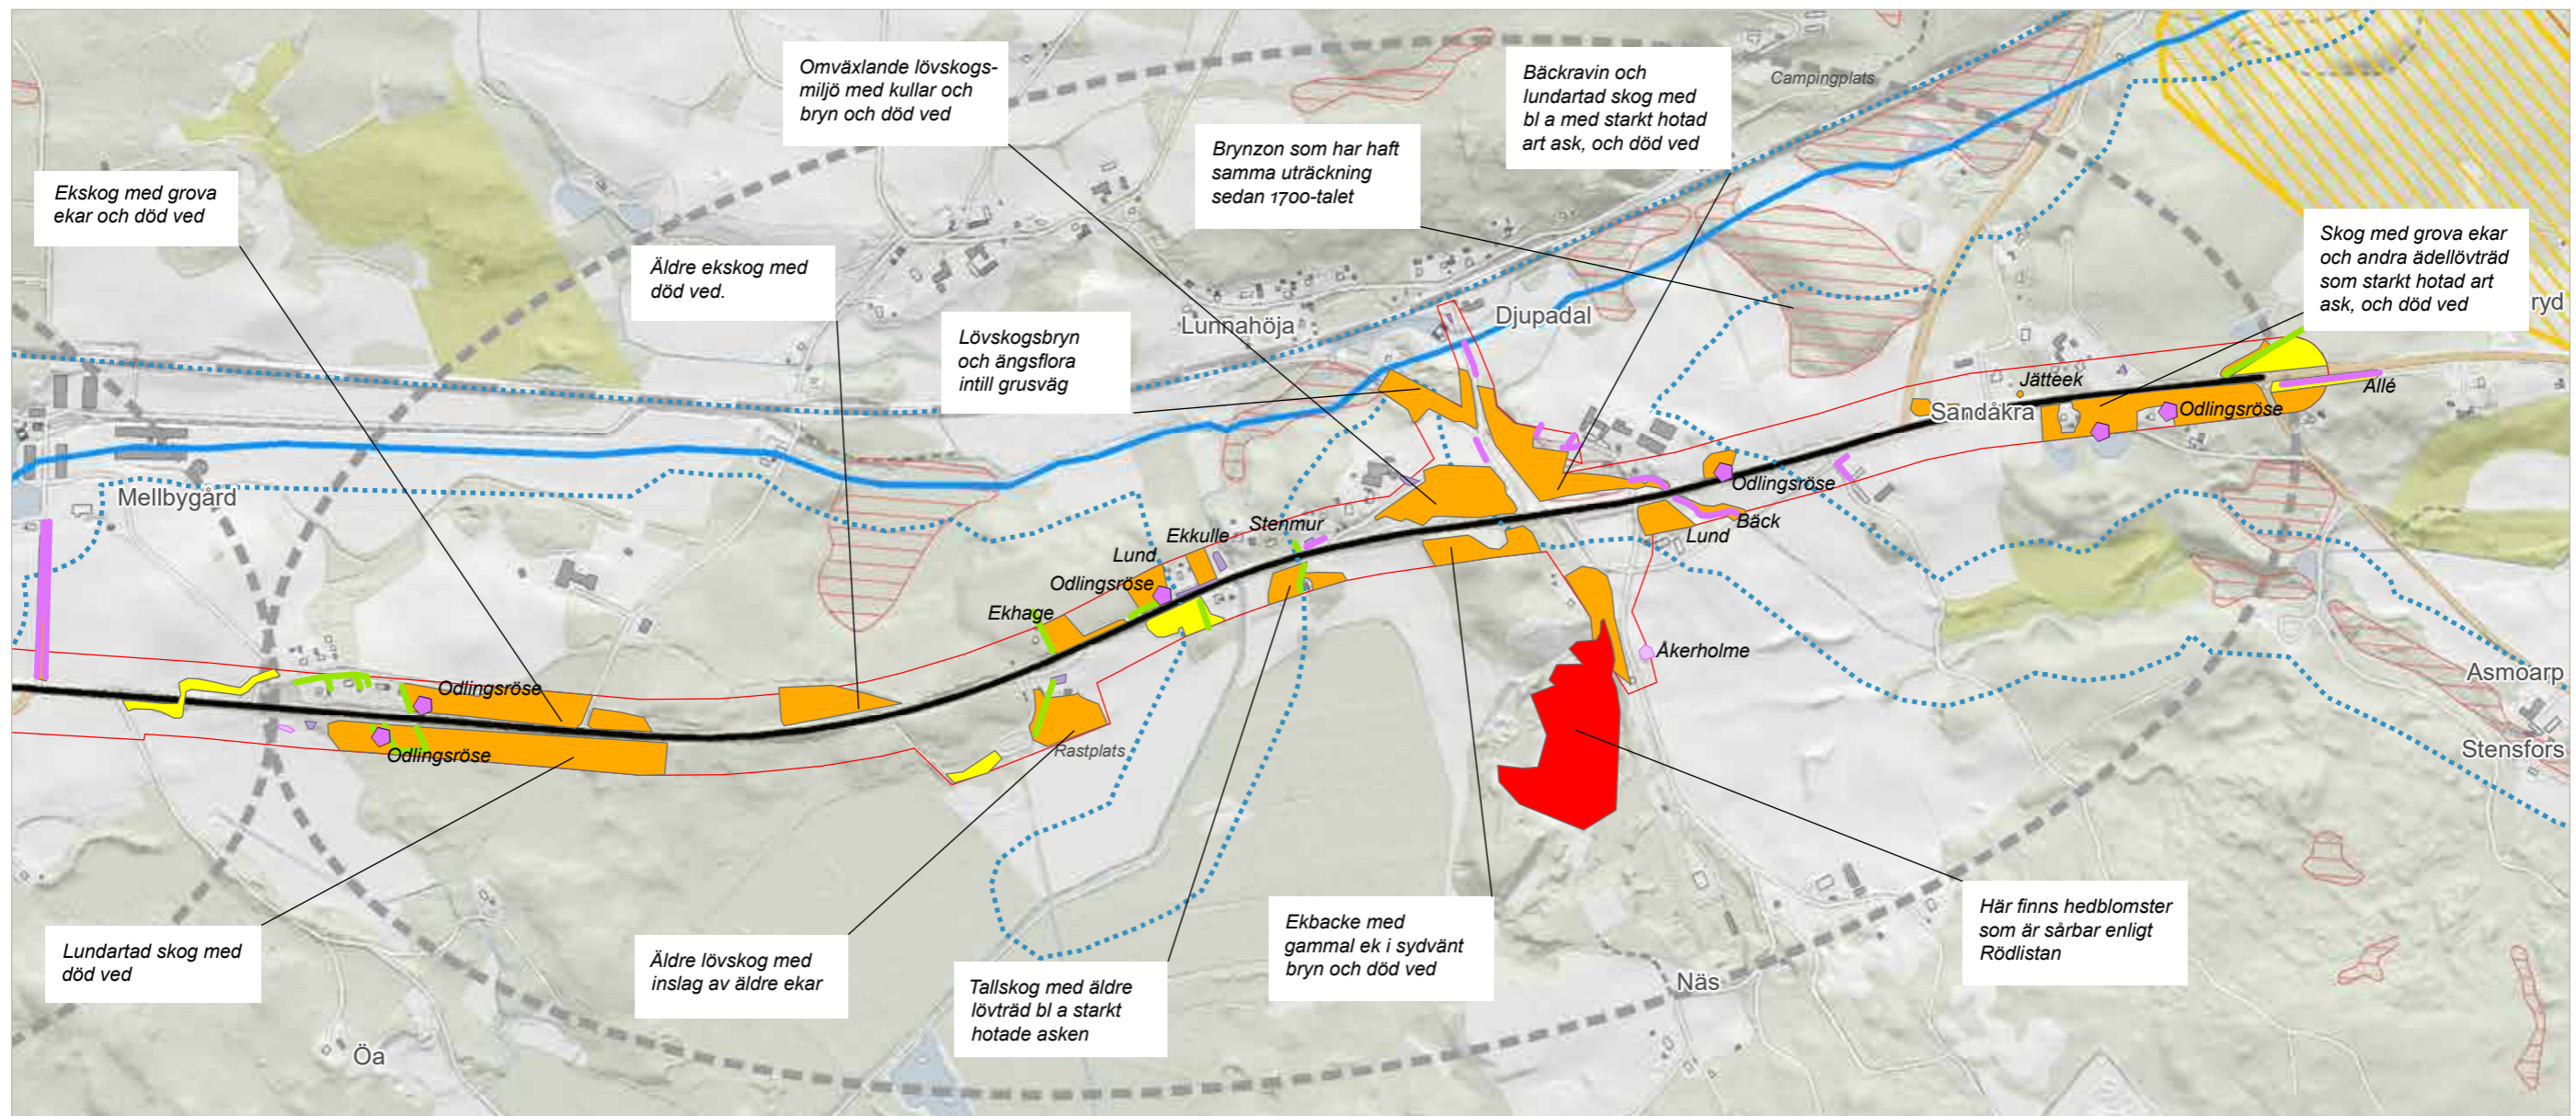 Omväxlande lövskogs-
miljö med kullar och
bryn och död ved
Bäckravin och
lundartad skog med
bl a med starkt hotad
art ask, och död ved
Campingplats
Brynzon som har haft
samma uträckning
sedan 1700-talet
Ekskog med grova
ekar och död ved
Skog med grova ekar
och andra ädellövträd
som starkt hotad art
ask, och död ved
ryd
Äldre ekskog med
död ved.
Lövskogsbryn
och ängsflora
intill grusväg
Lunnahöja
Djupadal
Jätteek
Allé
Sandåkra
Odlingsröse
Mellbygård
Odlingsröse
Stenmur
Ekkulle
Bäck
Lund
Lund
Odlingsröse
Ekhage
Åkerholme
Asmoarp
Odlingsröse
Rastplats
Odlingsröse
Stensfors
Lundartad skog med
död ved
Äldre lövskog med
inslag av äldre ekar
Tallskog med äldre
lövträd bl a starkt
hotade asken
Ekbacke med
gammal ek i sydvänt
bryn och död ved
Här finns hedblomster
som är sårbar enligt
Rödlistan
Näs
Öa